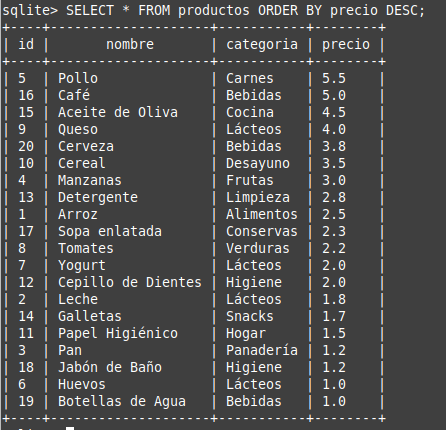 sqlite> SELECT * FROM productos ORDER BY precio DESC;
+----+--------------------+-----------+--------+
| id |       nombre       | categoria | precio |
+----+--------------------+-----------+--------+
| 5  | Pollo              | Carnes    | 5.5    |
| 16 | Café               | Bebidas   | 5.0    |
| 15 | Aceite de Oliva    | Cocina    | 4.5    |
| 9  | Queso              | Lácteos   | 4.0    |
| 20 | Cerveza            | Bebidas   | 3.8    |
| 10 | Cereal             | Desayuno  | 3.5    |
| 4  | Manzanas           | Frutas    | 3.0    |
| 13 | Detergente         | Limpieza  | 2.8    |
| 1  | Arroz              | Alimentos | 2.5    |
| 17 | Sopa enlatada      | Conservas | 2.3    |
| 8  | Tomates            | Verduras  | 2.2    |
| 7  | Yogurt             | Lácteos   | 2.0    |
| 12 | Cepillo de Dientes | Higiene   | 2.0    |
| 2  | Leche              | Lácteos   | 1.8    |
| 14 | Galletas           | Snacks    | 1.7    |
| 11 | Papel Higiénico    | Hogar     | 1.5    |
| 3  | Pan                | Panadería | 1.2    |
| 18 | Jabón de Baño      | Higiene   | 1.2    |
| 6  | Huevos             | Lácteos   | 1.0    |
| 19 | Botellas de Agua   | Bebidas   | 1.0    |
+----+--------------------+-----------+--------+